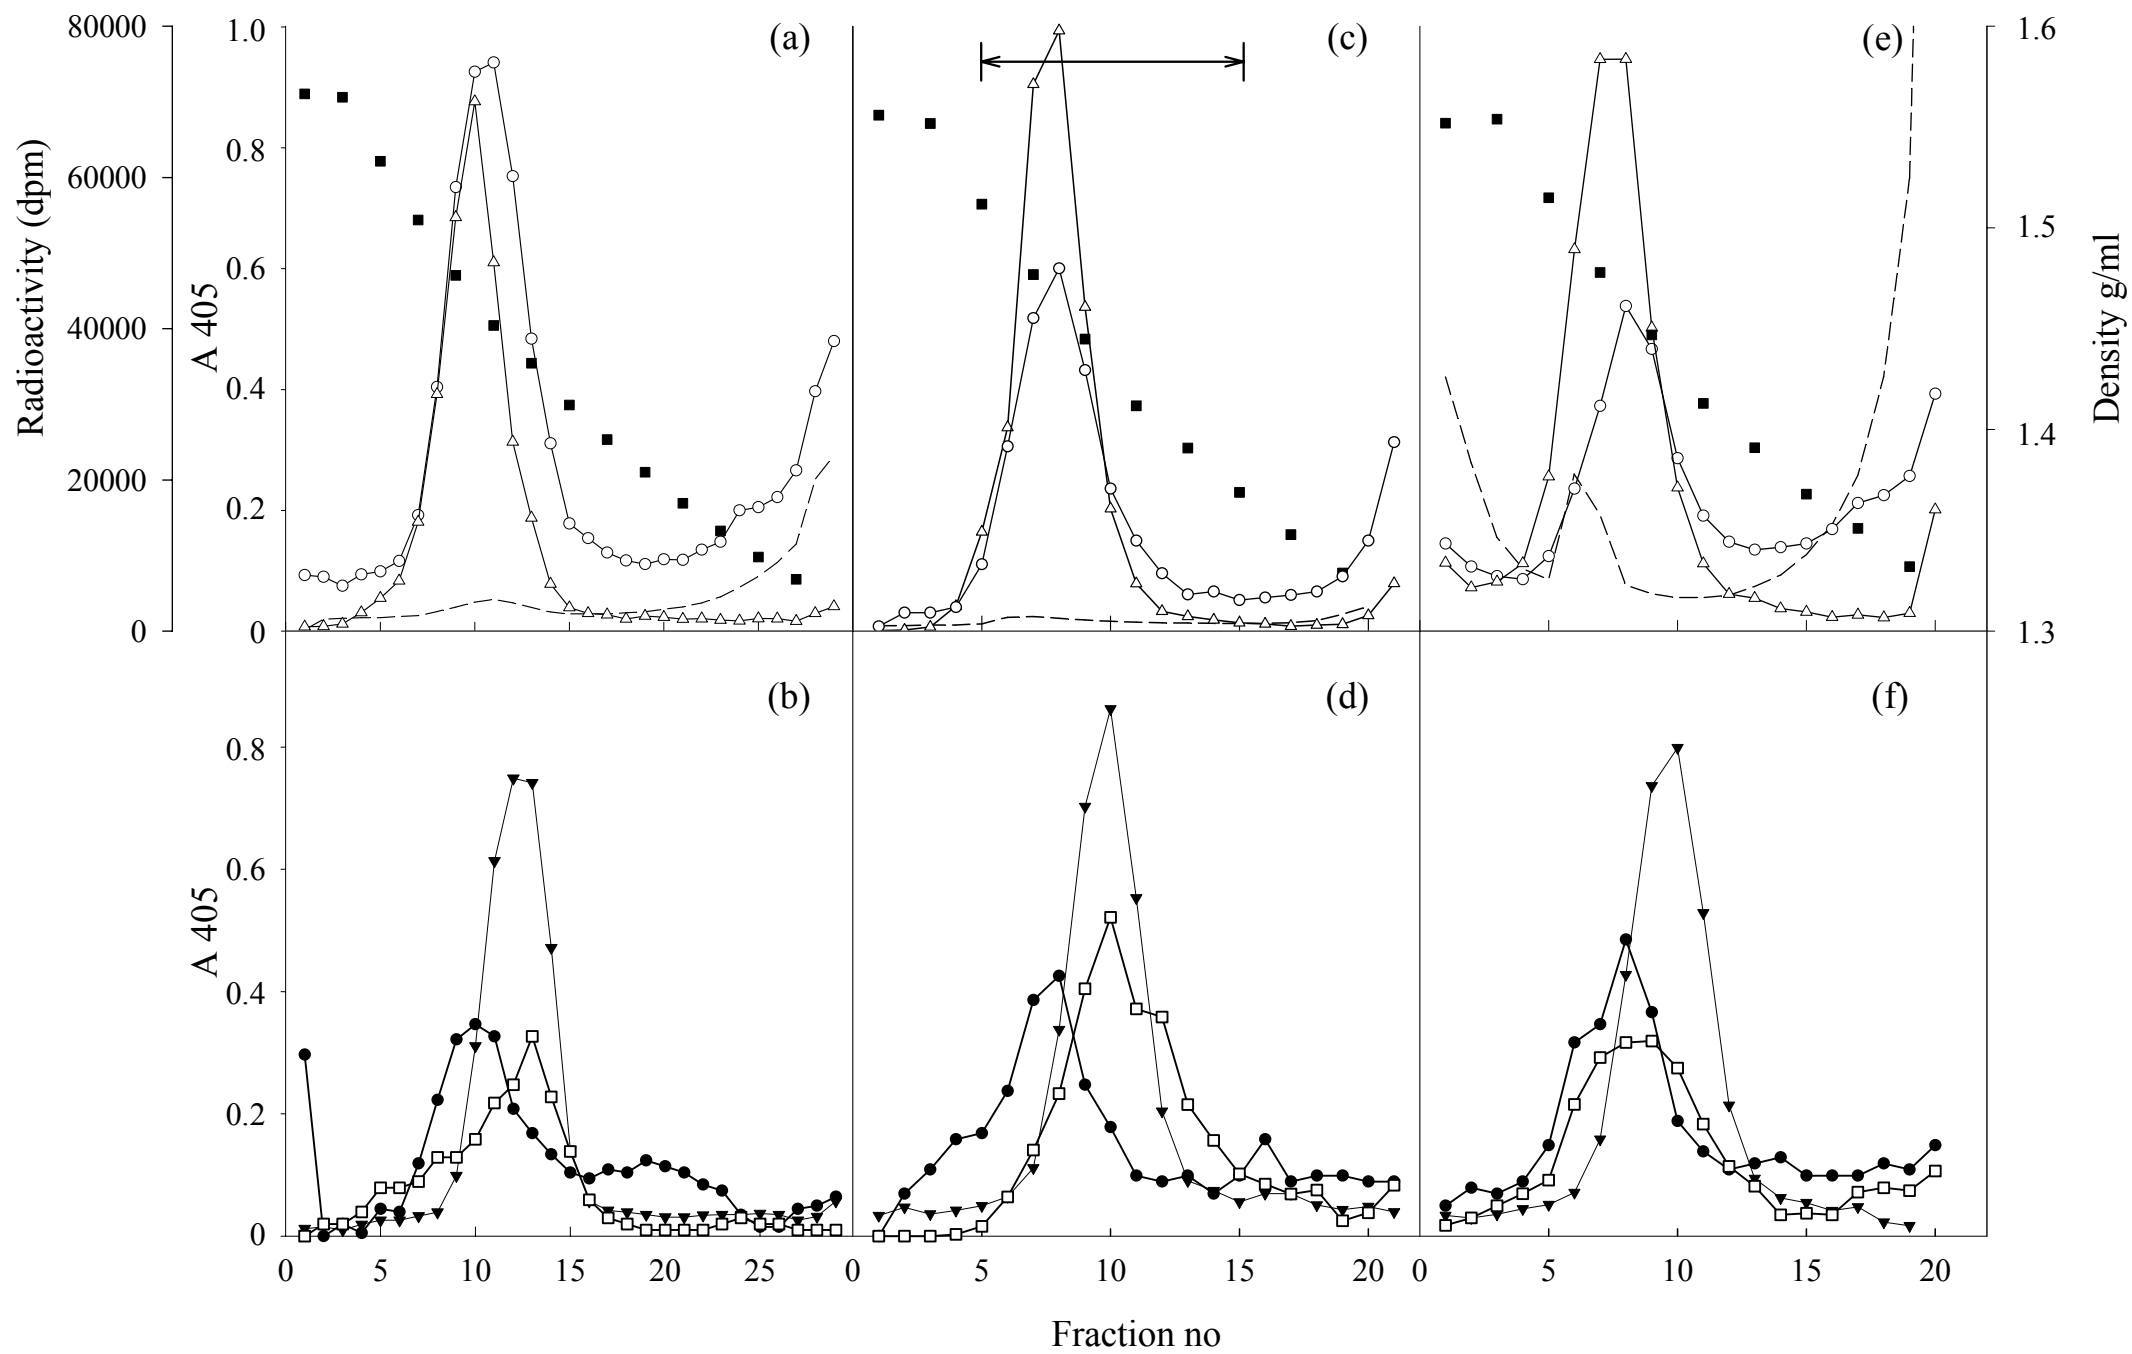 80000
60000
40000
20000
0
Radioactivity (dpm)
1.0
0.8
0.6
0.4
0.2
0
A 405
(a)
(c)
(e)
1.6
1.5
1.4
1.3
Density g/ml
0.8
0.6
0.4
0.2
0
A 405
(b)
(d)
(f)
0 5 10 15 20 25 0 5 10 15 20 0 5 10 15 20
Fraction no